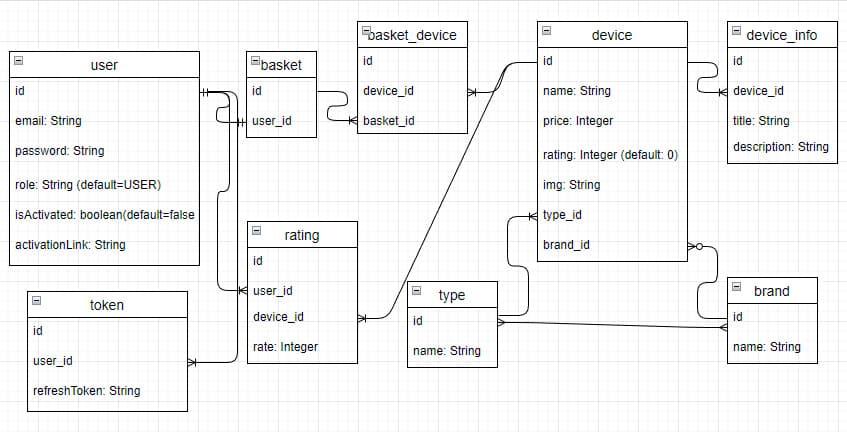 user
id
email: String
password: String
role: String (default=USER)
isActivated: boolean(default=false
activationLink: String
basket
id
user_id
basket_device
id
device_id
basket_id
device
id
name: String
price: Integer
rating: Integer (default: 0)
img: String
type_id
brand_id
device_info
id
device_id
title: String
description: String
token
id
user_id
refreshToken: String
rating
id
user_id
device_id
rate: Integer
type
id
name: String
brand
id
name: String